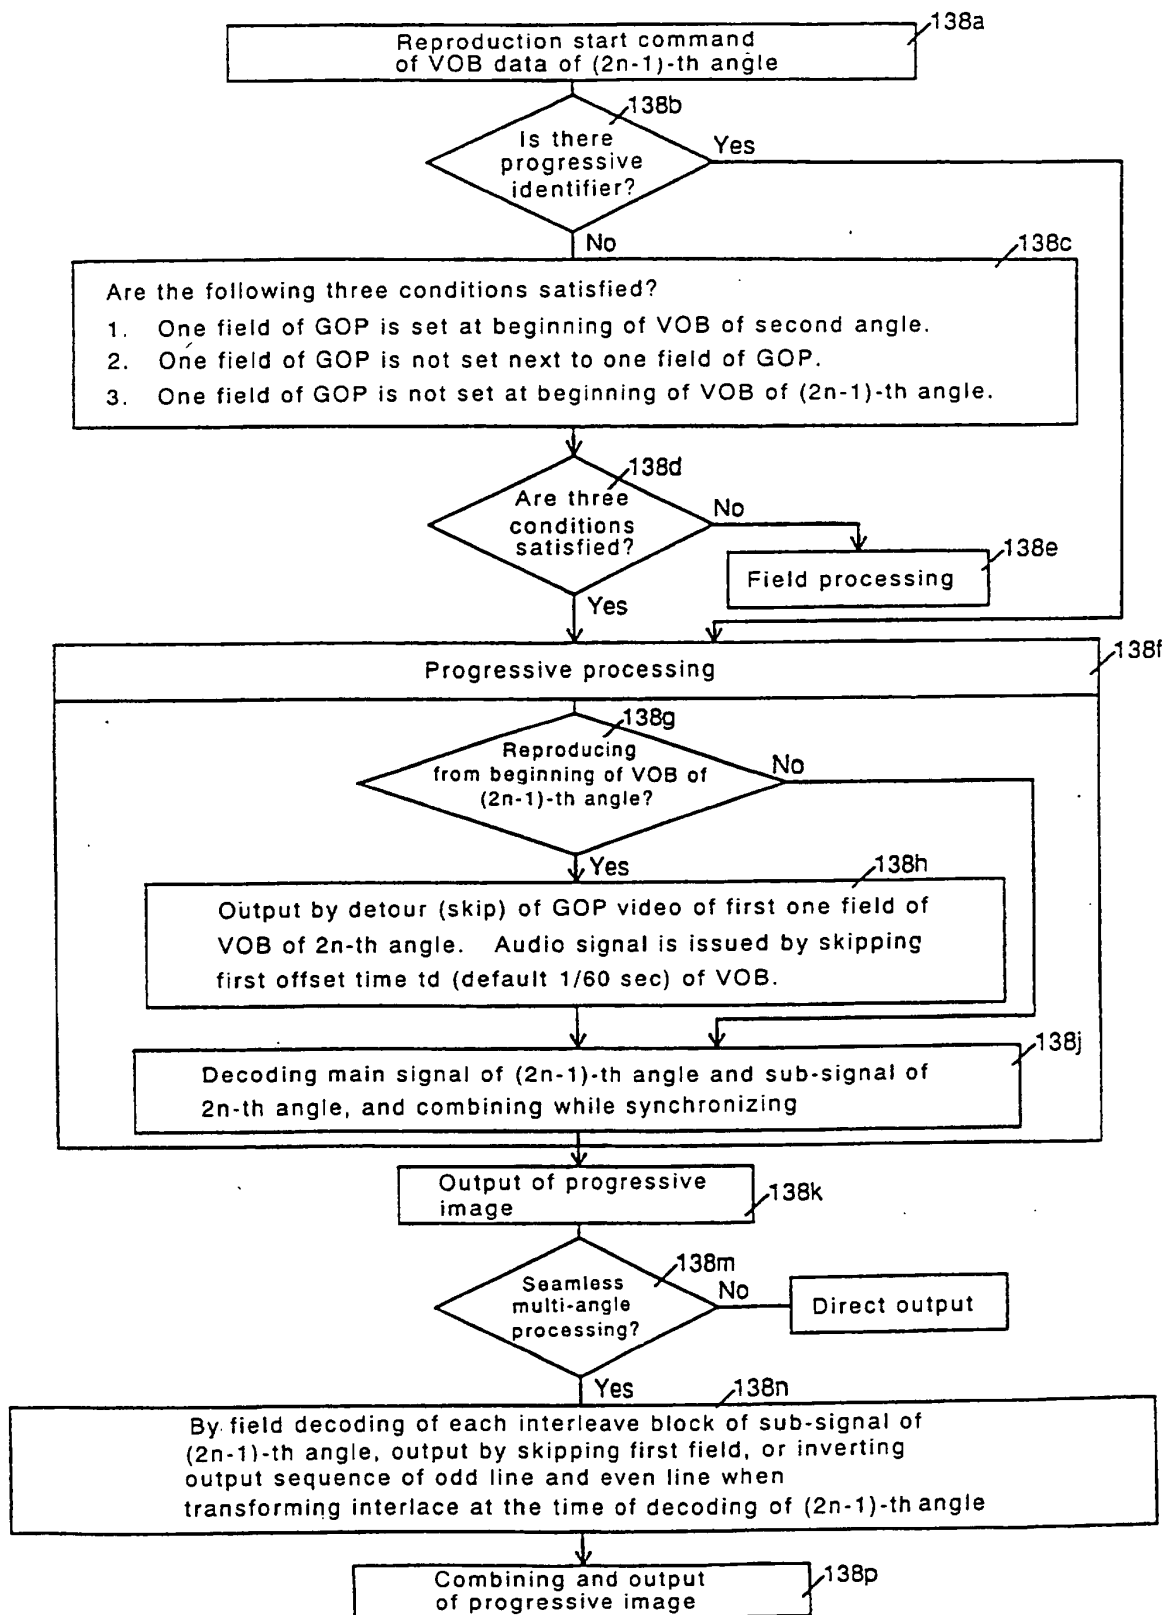 138a
Reproduction start command
of VOB data of (2n-1)-th angle
138b
Is there
progressive
identifier?
Yes
No
138c
Are the following three conditions satisfied?
1. One field of GOP is set at beginning of VOB of second angle.
2. One field of GOP is not set next to one field of GOP.
3. One field of GOP is not set at beginning of VOB of (2n-1)-th angle.
138d
Are three
conditions
satisfied?
No
138e
Field processing
Yes
138f
Progressive processing
138g
Reproducing
from beginning of VOB of
(2n-1)-th angle?
No
Yes
138h
Output by detour (skip) of GOP video of first one field of
VOB of 2n-th angle. Audio signal is issued by skipping
first offset time td (default 1/60 sec) of VOB.
138j
Decoding main signal of (2n-1)-th angle and sub-signal of
2n-th angle, and combining while synchronizing
Output of progressive
image
138k
138m
Seamless
multi-angle
processing?
No
Direct output
Yes
138n
By field decoding of each interleave block of sub-signal of
(2n-1)-th angle, output by skipping first field, or inverting
output sequence of odd line and even line when
transforming interlace at the time of decoding of (2n-1)-th angle
Combining and output
of progressive image
138p